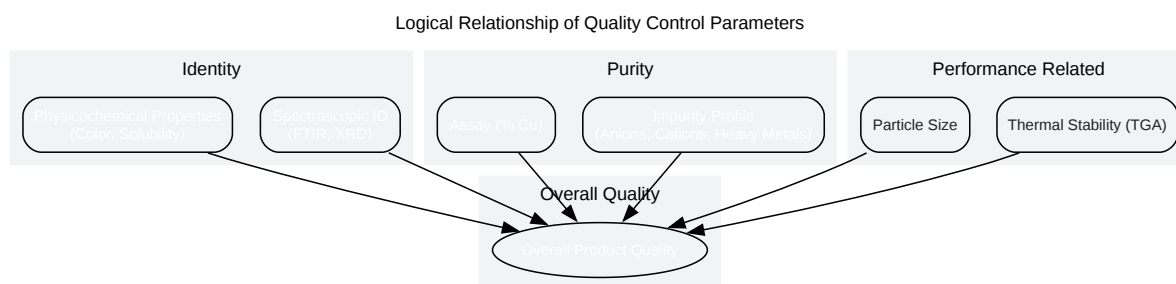 Logical Relationship of Quality Control Parameters
Identity
Purity
Performance Related
Physicochemical Properties
(Color, Solubility)
Spectroscopic ID
(FTIR, XRD)
Assay (% Cu)
Impurity Profile
(Anions, Cations, Heavy Metals)
Particle Size
Thermal Stability (TGA)
Overall Quality
Overall Product Quality